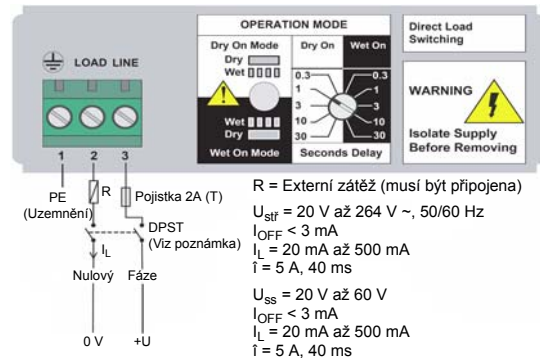 OPERATION MODE
Dry On Mode
Dry
Wet
Wet
Dry
Wet On Mode
Dry On
Wet On
0.3
1
3
10
30
0.3
1
3
10
30
Seconds Delay
Direct Load
Switching
WARNING
Isolate Supply
Before Removing
LOAD LINE
1 2 3
PE
(Uzemnění)
R
Pojistka 2A (T)
DPST
(Viz poznámka)
IL
Nulový Fáze
0 V +U
R = Externí zátěž (musí být připojena)
Ustř = 20 V až 264 V ~, 50/60 Hz
IOFF < 3 mA
IL = 20 mA až 500 mA
î = 5 A, 40 ms
Uss = 20 V až 60 V
IOFF < 3 mA
IL = 20 mA až 500 mA
î = 5 A, 40 ms